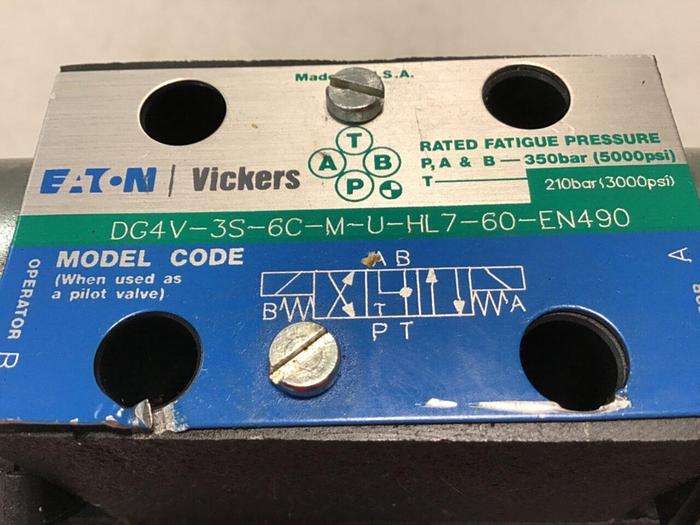 Made S.A.
T
A B
P
EATON | Vickers
RATED FATIGUE PRESSURE
P, A & B — 350bar (5000psi)
T 210bar (3000psi)
DG4V-3S-6C-M-U-HL7-60-EN490
MODEL CODE
(When used as
a pilot valve)
OPERATOR B
A B
B T A
P T
A
B